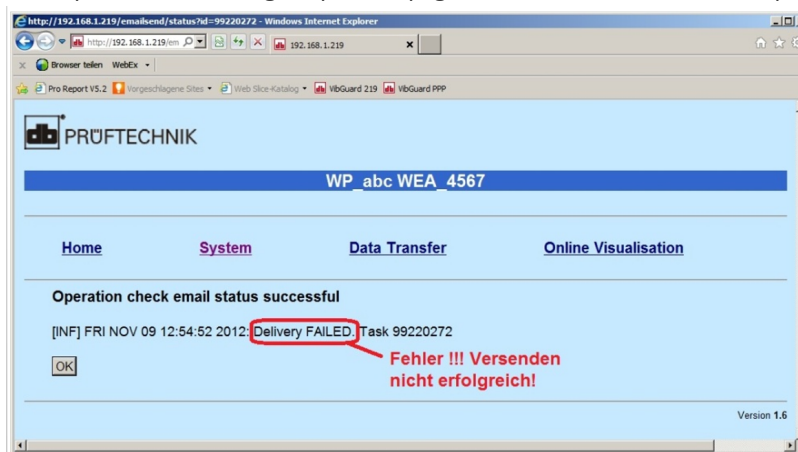 http://192.168.1.219/emailsend/status?id=99220272 - Windows Internet Explorer
http://192.168.1.219/em
192.168.1.219
Browser teilen WebEx
Pro Report V5.2 Vorgeschlagene Sites Web Slice-Katalog VibGuard 219 VibGuard PPP
PRÜFTECHNIK
WP_abc WEA_4567
Home System Data Transfer Online Visualisation
Operation check email status successful
[INF] FRI NOV 09 12:54:52 2012: Delivery FAILED. Task 99220272
OK
Fehler !!! Versenden
nicht erfolgreich!
Version 1.6